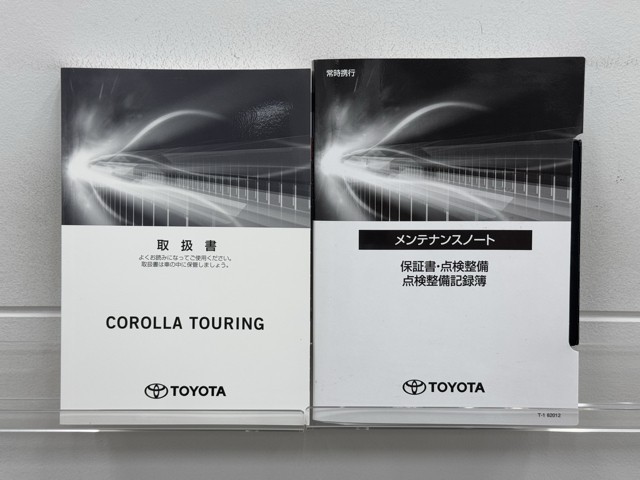 取扱書
よくお読みになってご使用ください。
取扱書は車の中に保管しましょう。
COROLLA TOURING
TOYOTA
常時携行
メンテナンスノート
保証書・点検整備
点検整備記録簿
TOYOTA
T-1 63012